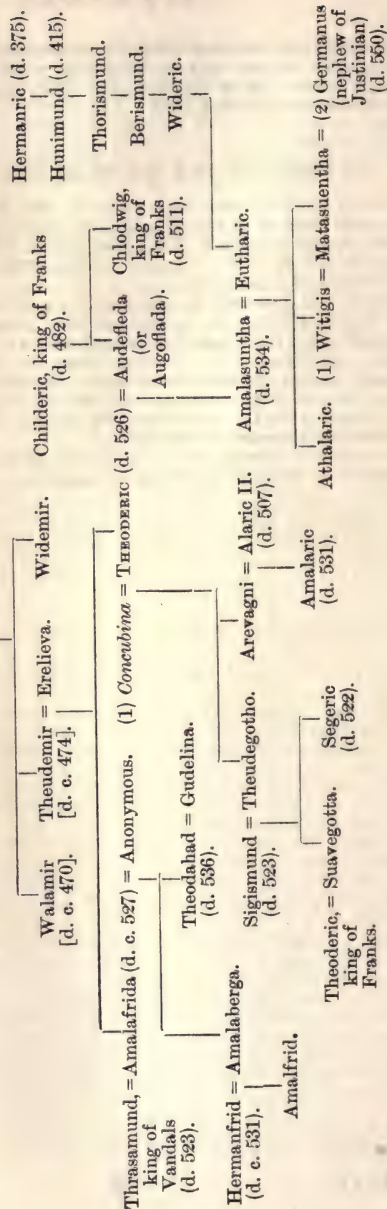 Hermanric (d. 375).
Hunimund (d. 415).
Walamir
[d. c. 470].
Theudemir = Erelieva.
[d. c. 474].
Widemir.
Childeric, king of Franks
(d. 482).
Thorismund.
Berismund.
Wideric.
Thrasamund, = Amalafrida (d. c. 527) = Anonymous.
king of
Vandals
(d. 523).
(1) Concubina = THEODERIC (d. 526) = Audefleda
(or
Augoflada).
Chlodwig,
king of
Franks
(d. 511).
Hermanfrid = Amalaberga.
(d. c. 531).
Theodahad = Gudelina.
(d. 536).
Sigismund = Theudegotho.
(d. 523).
Arevagni = Alaric II.
(d. 507).
Amalasuntha = Eutharic.
(d. 534).
Amalfrid.
Theoderic, = Suavegotta.
king of
Franks.
Segeric
(d. 522).
Amalaric
(d. 531).
Athalaric.
(1) Witigis = Matasuentha = (2) Germanus
(nephew of
Justinian)
(d. 550).